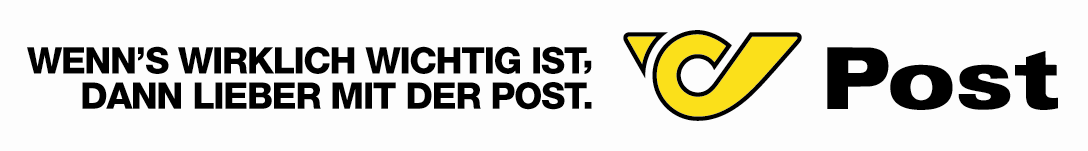 WENN'S WIRKLICH WICHTIG IST,
DANN LIEBER MIT DER POST.
Post